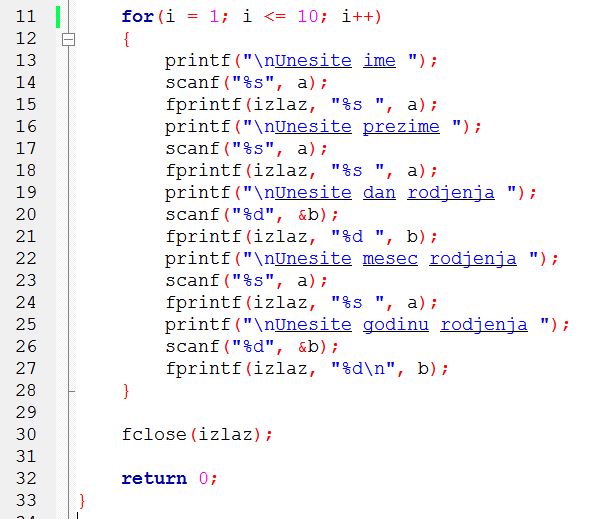 11 for(i = 1; i <= 10; i++)
12 {
13 printf("\nUnesite ime ");
14 scanf("%s", a);
15 fprintf(izlaz, "%s ", a);
16 printf("\nUnesite prezime ");
17 scanf("%s", a);
18 fprintf(izlaz, "%s ", a);
19 printf("\nUnesite dan rodjenja ");
20 scanf("%d", &b);
21 fprintf(izlaz, "%d ", b);
22 printf("\nUnesite mesec rodjenja ");
23 scanf("%s", a);
24 fprintf(izlaz, "%s ", a);
25 printf("\nUnesite godinu rodjenja ");
26 scanf("%d", &b);
27 fprintf(izlaz, "%d\n", b);
28 }
29
30 fclose(izlaz);
31
32 return 0;
33 }